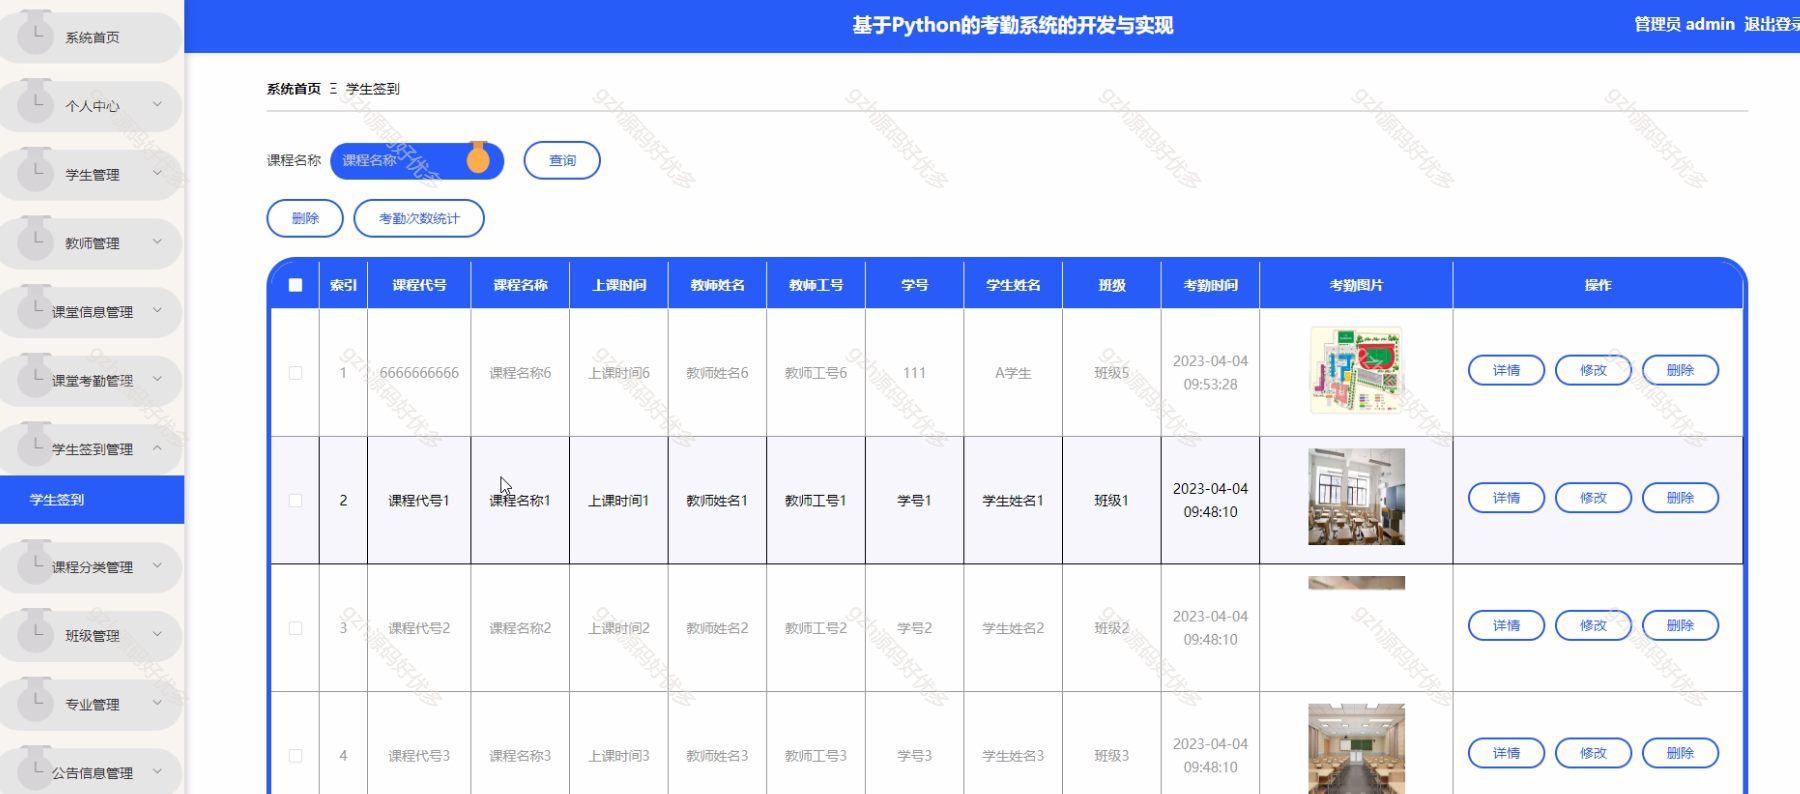 基于Python的考勤系统的开发与实现
管理员 admin 退出登录
系统首页
个人中心
学生管理
教师管理
课堂信息管理
课堂考勤管理
学生签到管理
学生签到
课程分类管理
班级管理
专业管理
公告信息管理
系统首页 Ξ 学生签到
课程名称 课程名称 查询
删除 考勤次数统计
索引 课程代号 课程名称 上课时间 教师姓名 教师工号 学号 学生姓名 班级 考勤时间 考勤图片 操作
1 6666666666 课程名称6 上课时间6 教师姓名6 教师工号6 111 A学生 班级5 2023-04-04 09:53:28 详情 修改 删除
2 课程代号1 课程名称1 上课时间1 教师姓名1 教师工号1 学号1 学生姓名1 班级1 2023-04-04 09:48:10 详情 修改 删除
3 课程代号2 课程名称2 上课时间2 教师姓名2 教师工号2 学号2 学生姓名2 班级2 2023-04-04 09:48:10 详情 修改 删除
4 课程代号3 课程名称3 上课时间3 教师姓名3 教师工号3 学号3 学生姓名3 班级3 2023-04-04 09:48:10 详情 修改 删除
gzh源码好优多